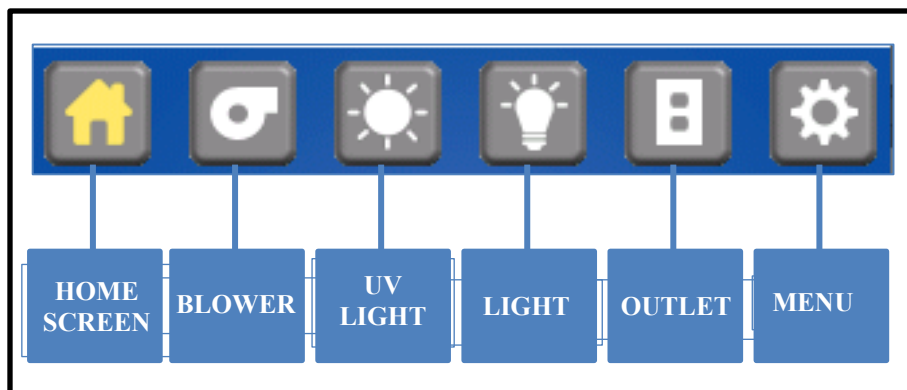 HOME
SCREEN
BLOWER
UV
LIGHT
LIGHT
OUTLET
MENU